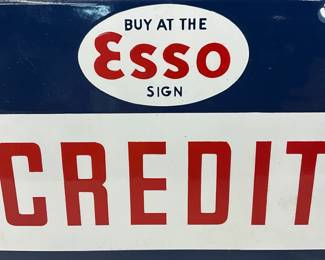 BUY AT THE
Esso
SIGN
CREDIT